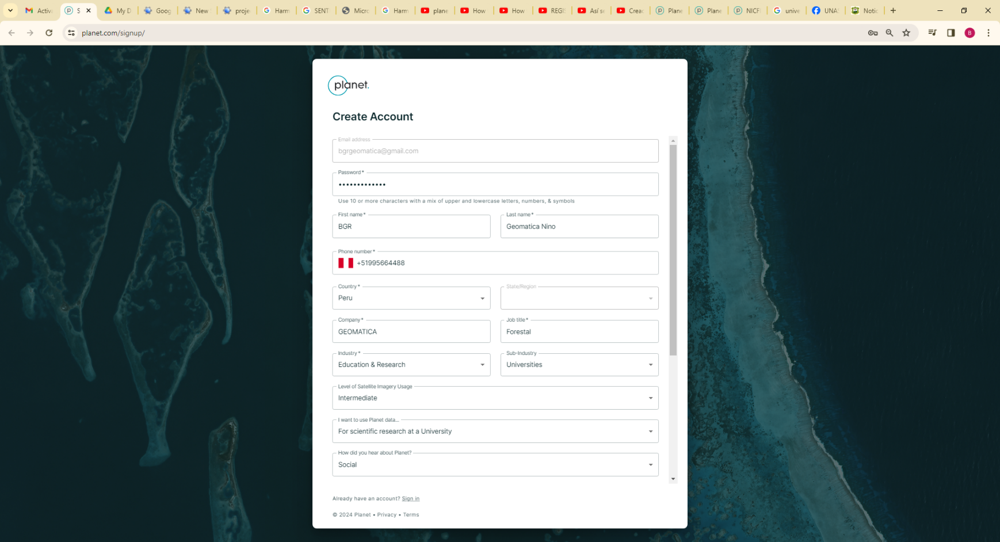 Activa
S
My D
Goog
New
proje
Harm
SENT
Micro
Harm
plane
How
How
REGI
Así se
Creac
Plane
Plane
NICF
unive
UNAS
Notic
planet.com/signup/
B
planet.
Create Account
Email address
bgrgeomatica@gmail.com
Password *
•••••••••••••
Use 10 or more characters with a mix of upper and lowercase letters, numbers, & symbols
First name *
BGR
Last name *
Geomatica Nino
Phone number *
+51995664488
Country *
Peru
State/Region
Company *
GEOMATICA
Job title *
Forestal
Industry *
Education & Research
Sub-Industry
Universities
Level of Satellite Imagery Usage
Intermediate
I want to use Planet data...
For scientific research at a University
How did you hear about Planet?
Social
Already have an account? Sign in
© 2024 Planet • Privacy • Terms